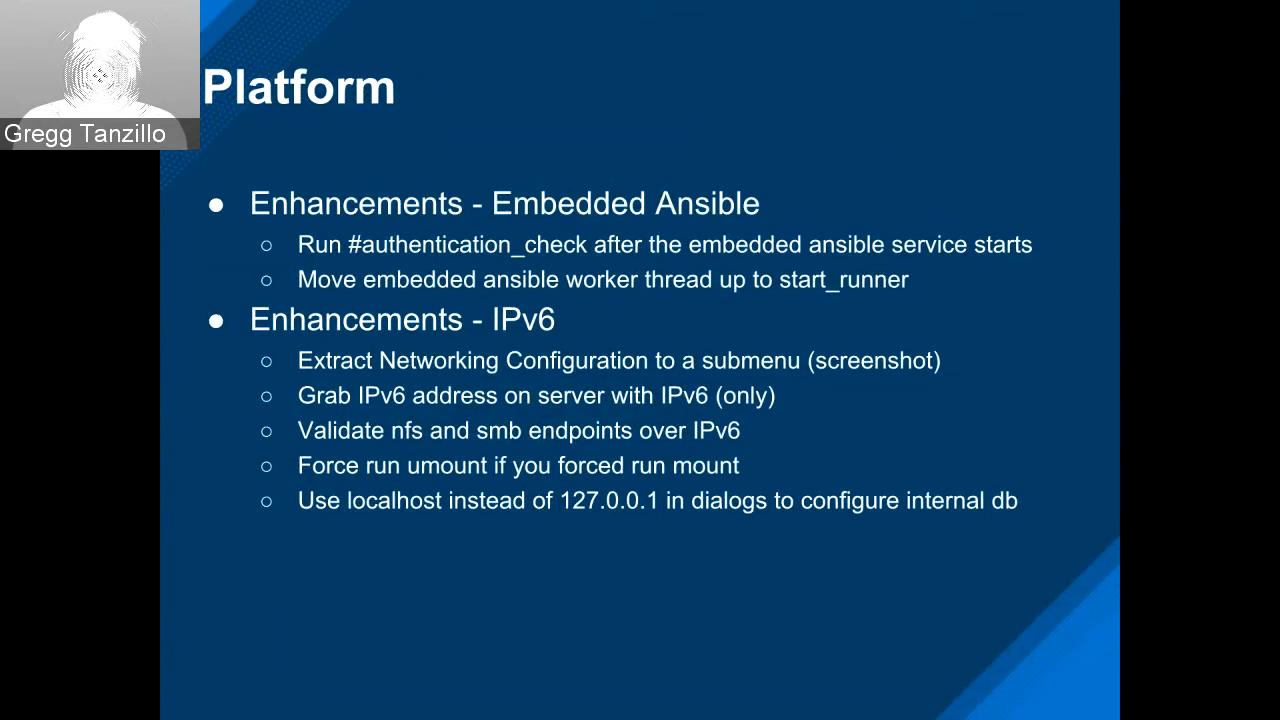 Platform
Gregg Tanzillo
● Enhancements - Embedded Ansible
○ Run #authentication_check after the embedded ansible service starts
○ Move embedded ansible worker thread up to start_runner
● Enhancements - IPv6
○ Extract Networking Configuration to a submenu (screenshot)
○ Grab IPv6 address on server with IPv6 (only)
○ Validate nfs and smb endpoints over IPv6
○ Force run umount if you forced run mount
○ Use localhost instead of 127.0.0.1 in dialogs to configure internal db